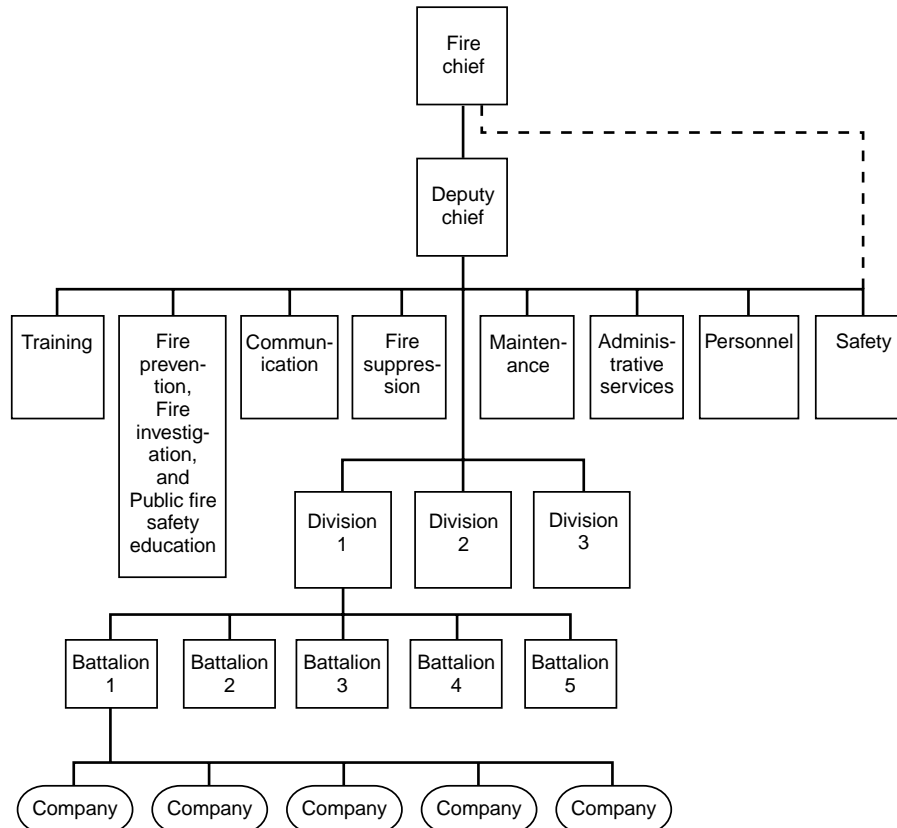 Fire
chief
Deputy
chief
Training
Fire
preven-
tion,
Fire
investig-
ation,
and
Public fire
safety
education
Commun-
ication
Fire
suppres-
sion
Mainten-
ance
Adminis-
trative
services
Personnel
Safety
Division
1
Division
2
Division
3
Battalion
1
Battalion
2
Battalion
3
Battalion
4
Battalion
5
Company
Company
Company
Company
Company